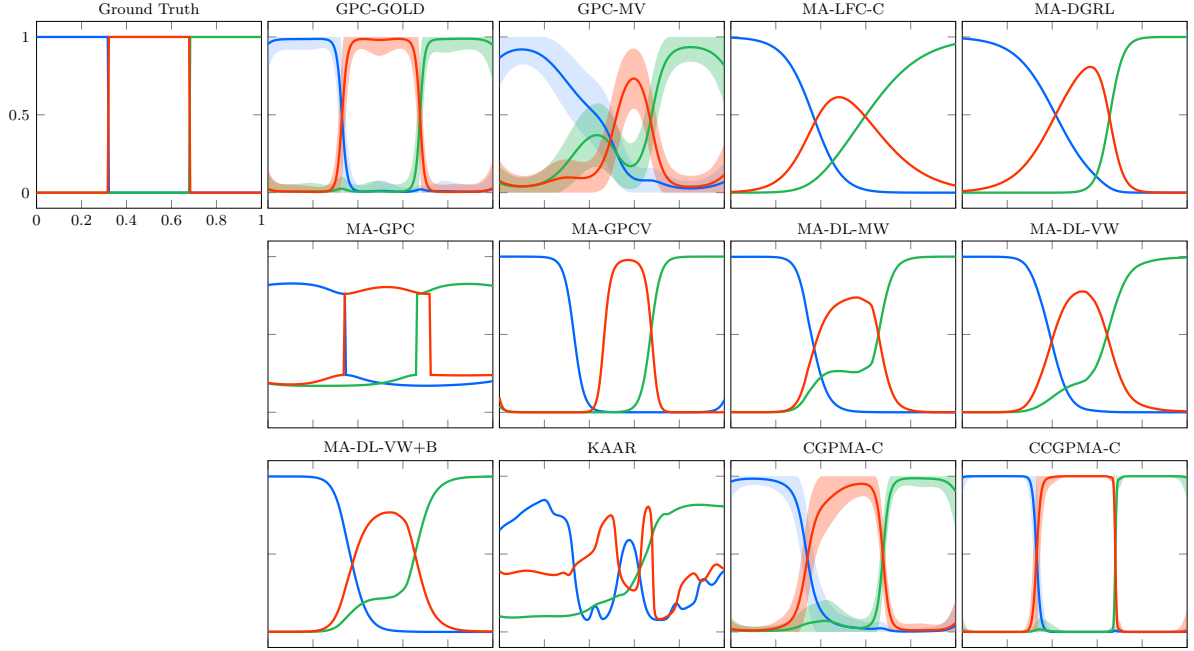 Ground Truth GPC-GOLD GPC-MV MA-LFC-C MA-DGRL
1
0.5
0
0 0.2 0.4 0.6 0.8 1
MA-GPC MA-GPCV MA-DL-MW MA-DL-VW
MA-DL-VW+B KAAR CGPMA-C CCGPMA-C